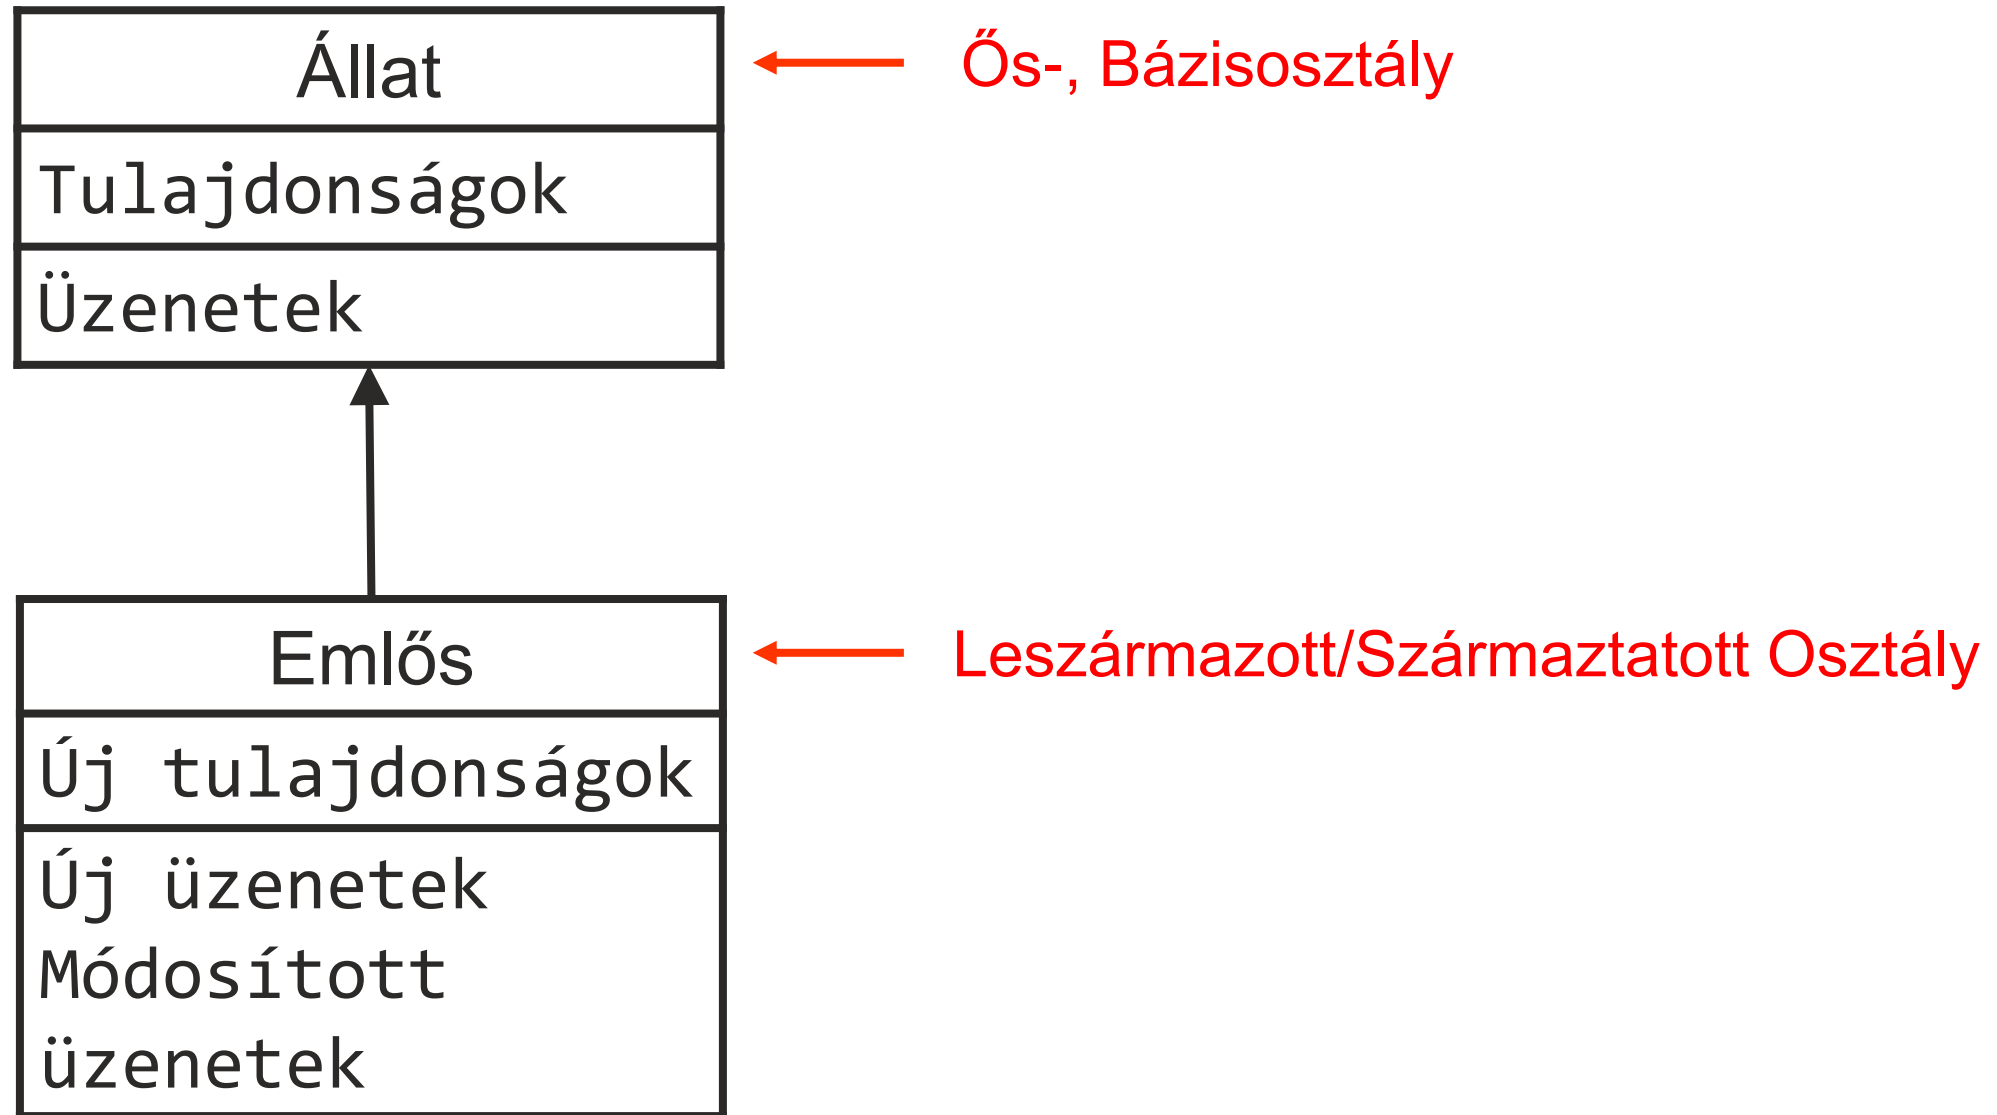 Állat
Ős-, Bázisosztály
Tulajdonságok
Üzenetek
Emlős
Leszármazott/Származtatott Osztály
Új tulajdonságok
Új üzenetek
Módosított
üzenetek